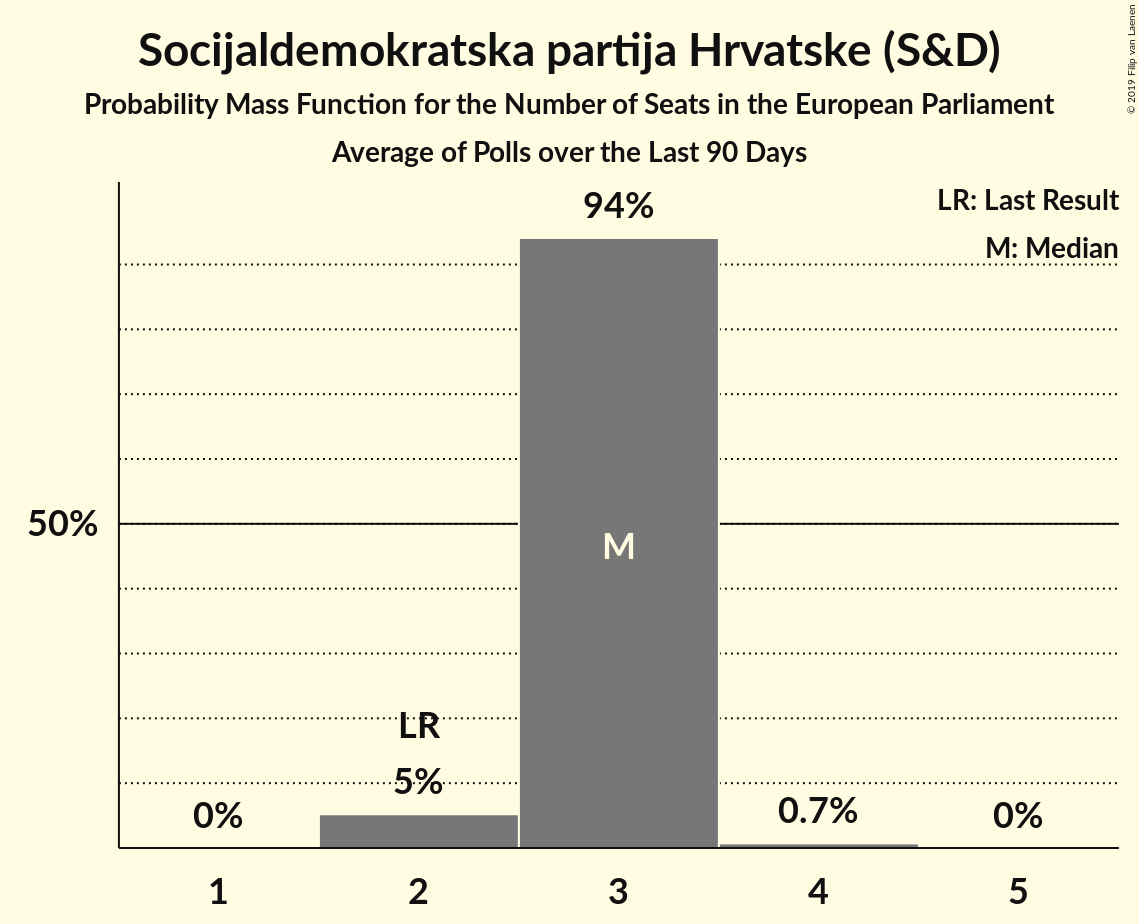 Socijaldemokratska partija Hrvatske (S&D)
Probability Mass Function for the Number of Seats in the European Parliament
Average of Polls over the Last 90 Days
© 2019 Filip van Laenen
LR: Last Result
M: Median
94%
50%
M
LR
5%
0%
0.7%
0%
1 2 3 4 5